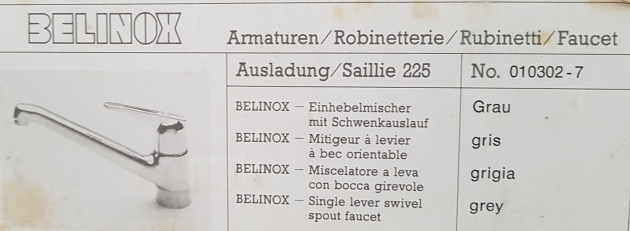 BELINOX
Armaturen/Robinetterie/Rubinetti/Faucet
Ausladung/Saillie 225
No. 010302-7
BELINOX – Einhebelmischer
mit Schwenkauslauf
Grau
BELINOX – Mitigeur à levier
à bec orientable
gris
BELINOX – Miscelatore a leva
con bocca girevole
grigia
BELINOX – Single lever swivel
spout faucet
grey